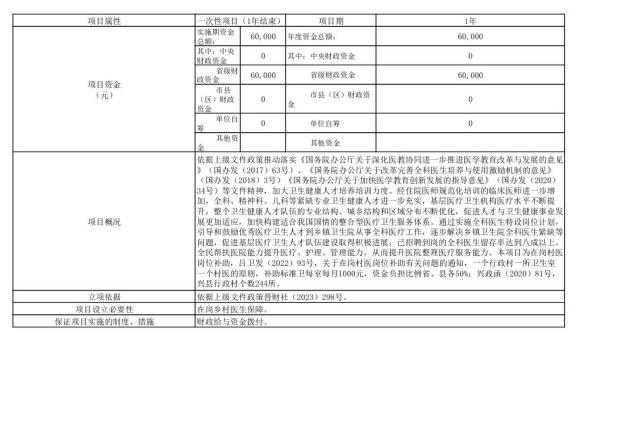 项目属性 一次性项目（1年结束） 项目期 1年
项目资金
（元）
实施期资金
总额： 60,000 年度资金总额： 60,000
其中：中央
财政资金 0 其中：中央财政资金 0
省级财
政资金 60,000 省级财政资金 60,000
市县
（区）财政
资金 0 市县（区）财政资
金 0
单位自
筹 0 单位自筹 0
其他资
金 其他资金
项目概况
依据上级文件政策推动落实《国务院办公厅关于深化医教协同进一步推进医学教育改革与发展的意见
》（国办发（2017）63号）、《国务院办公厅关于改革完善全科医生培养与使用激励机制的意见》
（国办发（2018）3号）《国务院办公厅关于加快医学教育创新发展的指导意见》（国办发（2020）
34号）等文件精神，加大卫生健康人才培养培训力度。经住院医师规范化培训的临床医师进一步增
加，全科、精神科、儿科等紧缺专业卫生人才进一步充实，基层医疗卫生机构医疗水平不断提
升，整个卫生健康人才队伍的专业结构、城乡结构和区域分布不断优化，促进人才与卫生健康事业发
展更加适应，加快构建适合我国国情的整合型医疗卫生服务体系。通过实施全科医生特设岗位计划，
引导和鼓励优秀医疗卫生人才到乡镇卫生院从事全科医疗工作，逐步解决乡镇卫生院全科医生紧缺等
问题，促进基层医疗卫生人才队伍建设取得积极进展，已招聘到岗的全科医生留存率达到八成以上，
全民帮扶医院能力提升医疗、护理、管理能力，从而提升医院整理医疗服务能力。本项目为在岗村医
岗位补助，吕卫发（2022）93号，关于在岗村医岗位补助有关问题的通知，一个行政村一所卫生室
一个村医的原则，补助标准卫每室每月1000元，资金负担比例省、县各50%；兴政函（2020）81号，
兴县行政村个数244所。
立项依据 依据上级文件政策晋财社（2023）298号。
项目设立必要性 在岗乡村医生保障。
保证项目实施的制度、措施 财政给与资金拨付。